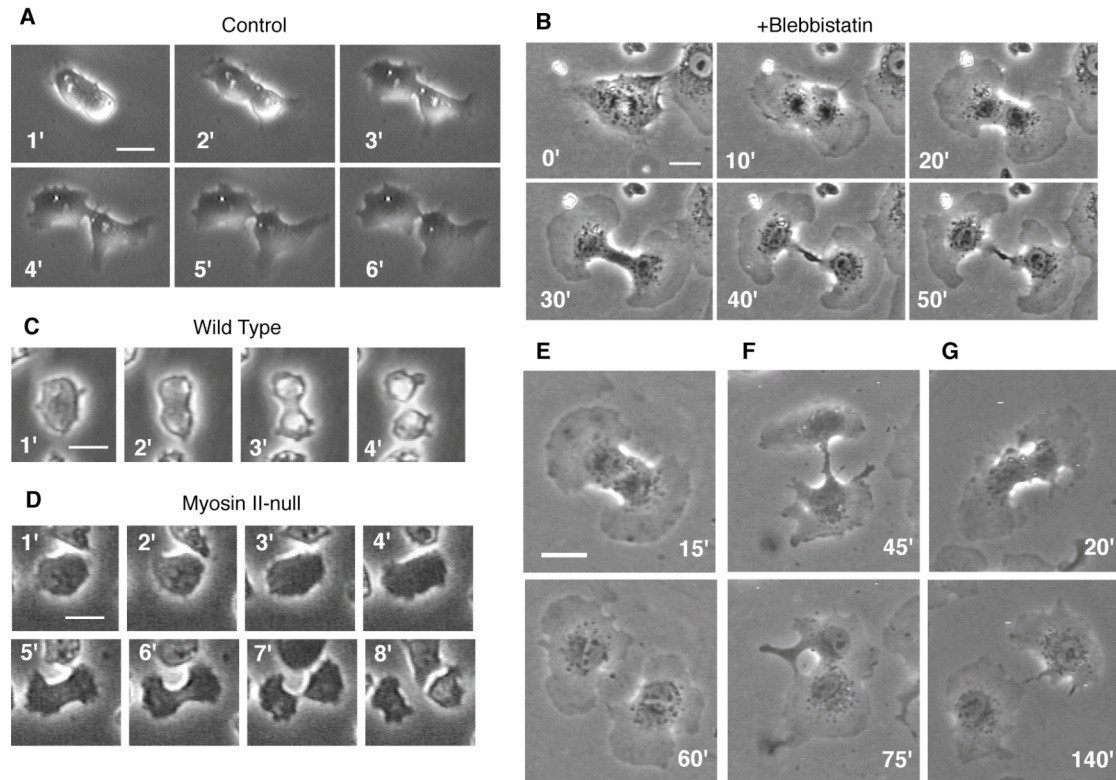 A
Control
1'
2'
3'
4'
5'
6'
B
+Blebbistatin
0'
10'
20'
30'
40'
50'
C
Wild Type
1'
2'
3'
4'
D
Myosin II-null
1'
2'
3'
4'
5'
6'
7'
8'
E
F
G
15'
45'
20'
60'
75'
140'